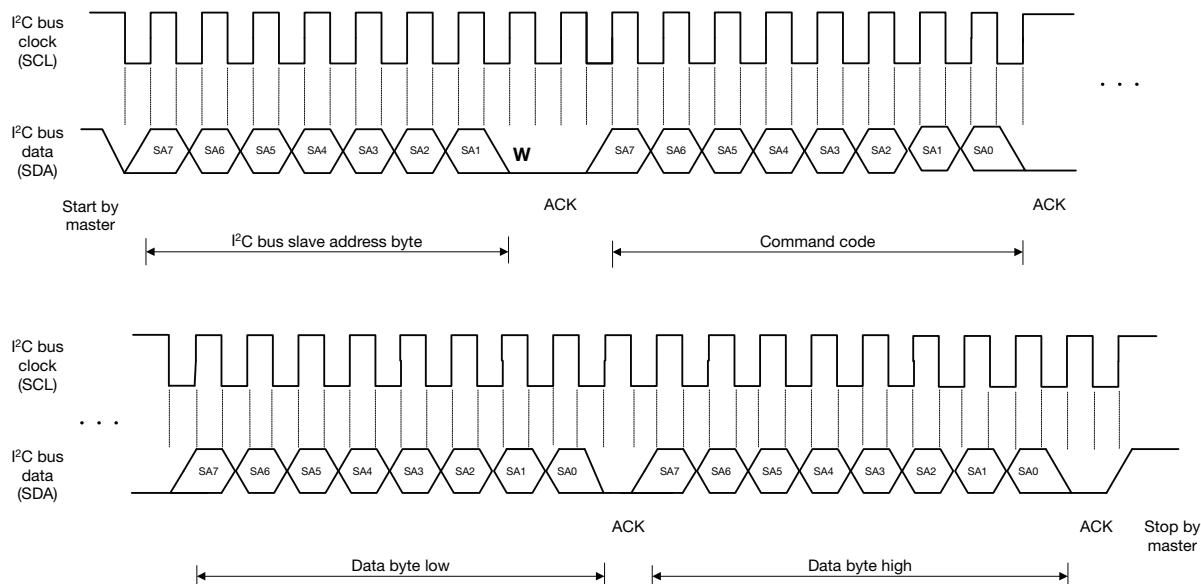 I²C bus
clock
(SCL)
. . .
I²C bus
data
(SDA)
SA7 SA6 SA5 SA4 SA3 SA2 SA1 W SA7 SA6 SA5 SA4 SA3 SA2 SA1 SA0
Start by
master
ACK ACK
I²C bus slave address byte Command code
I²C bus
clock
(SCL)
. . .
I²C bus
data
(SDA)
SA7 SA6 SA5 SA4 SA3 SA2 SA1 SA0 SA7 SA6 SA5 SA4 SA3 SA2 SA1 SA0
ACK ACK Stop by
master
Data byte low Data byte high